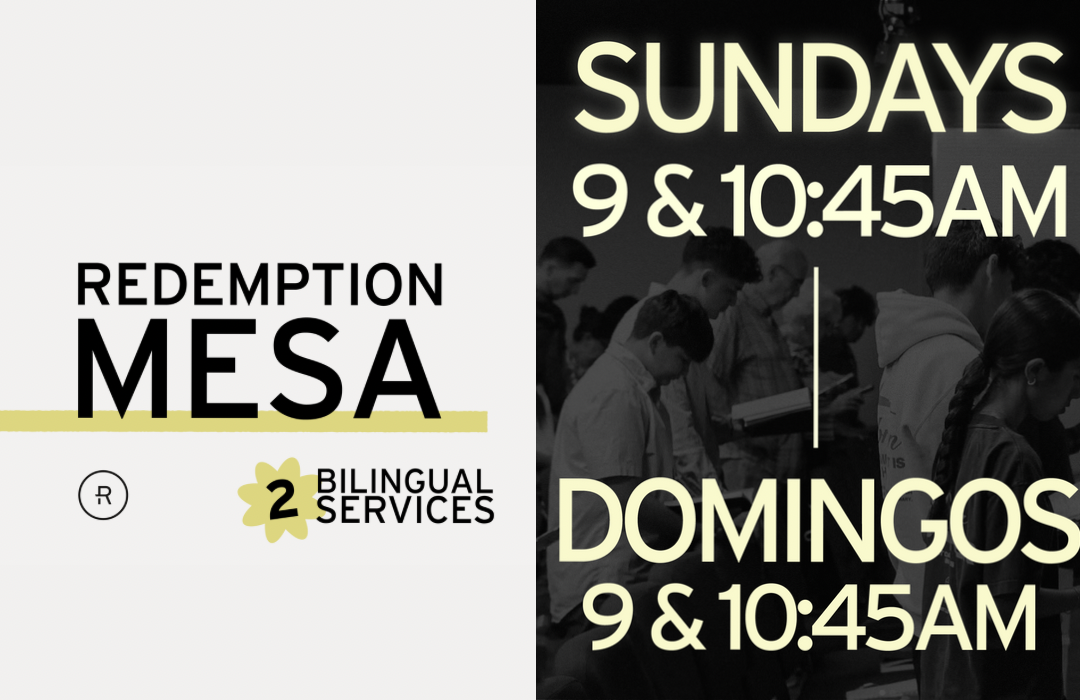 REDEMPTION
MESA
R
2
BILINGUAL
SERVICES
SUNDAYS
9 & 10:45AM
DOMINGOS
9 & 10:45AM